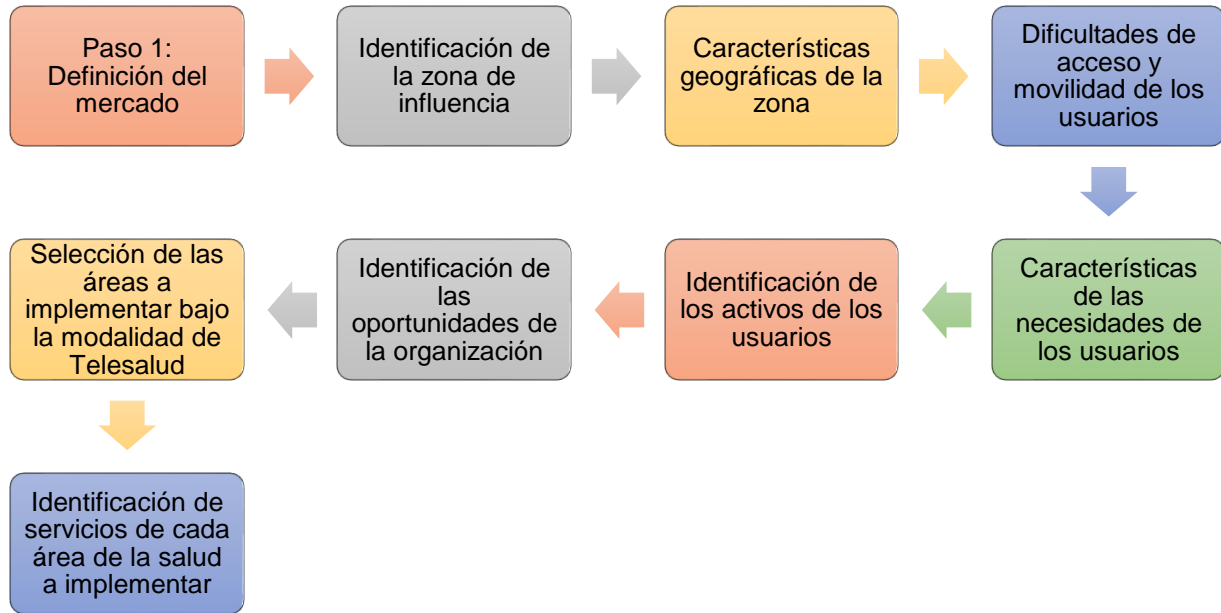 Paso 1:
Definición del
mercado
Identificación de
la zona de
influencia
Características
geográficas de la
zona
Dificultades de
acceso y
movilidad de los
usuarios
Características
de las
necesidades de
los usuarios
Identificación de
los activos de los
usuarios
Identificación de
las
oportunidades de
la organización
Selección de las
áreas a
implementar bajo
la modalidad de
Telesalud
Identificación de
servicios de cada
área de la salud
a implementar